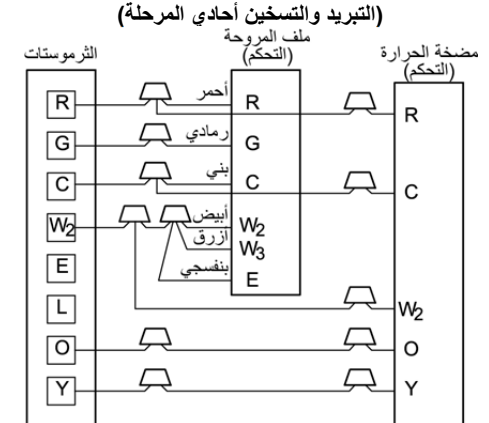 (التبريد والتسخين أحادي المرحلة)
مضخة الحرارة
(التحكم)
ملف المروحة
(التحكم)
الثرموستات
R
G
C
W2
E
L
O
Y
أحمر
رمادي
بني
أبيض
ازرق
بنفسجي
R
G
C
W2
W3
E
R
C
W2
O
Y